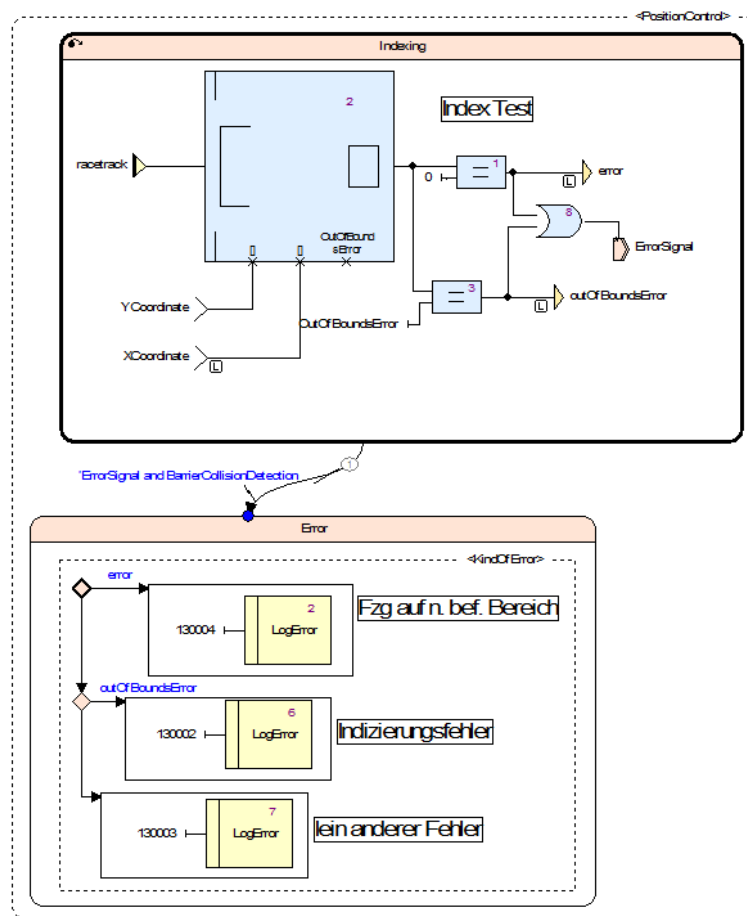 <PositionControl>
Indexing
2
Index Test
racetrack
0
1
error
L
8
ErrorSignal
[]
[]
OutOfBound
sError
3
outOfBoundsError
L
YCoordinate
OutOfBoundsError
XCoordinate
L
1
'ErrorSignal and BarrierCollisionDetection
Error
<KindOfError>
error
2
130004
LogError
Fzg auf n. bef. Bereich
outOfBoundsError
6
130002
LogError
Indizierungsfehler
7
130003
LogError
lein anderer Fehler